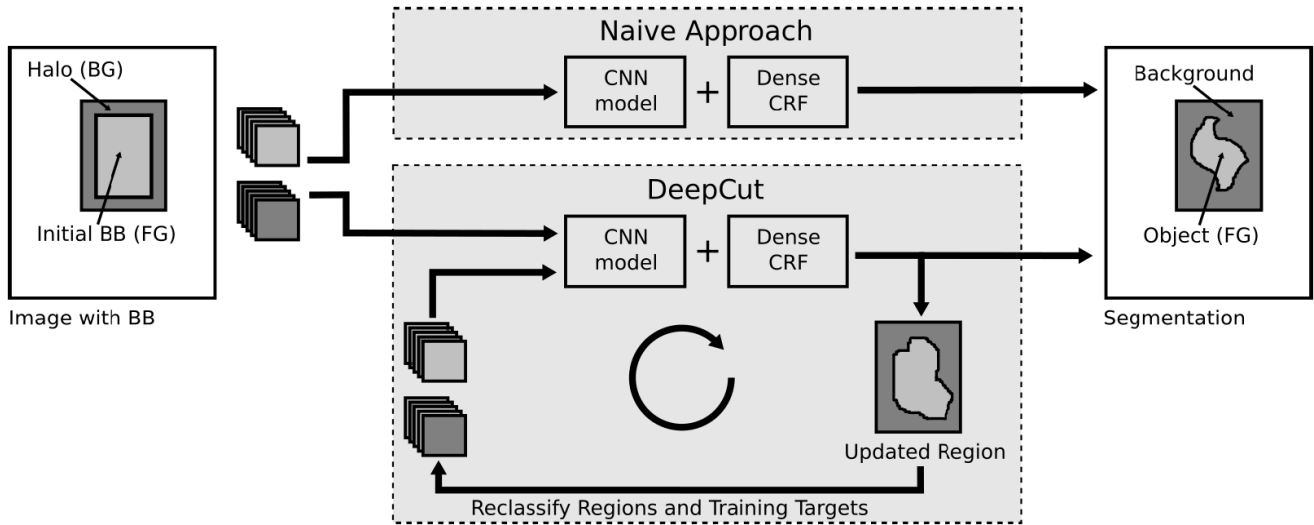 Naive Approach
Halo (BG)
CNN
model
+
Dense
CRF
Background
Initial BB (FG)
Object (FG)
Image with BB
Segmentation
DeepCut
CNN
model
+
Dense
CRF
Updated Region
Reclassify Regions and Training Targets